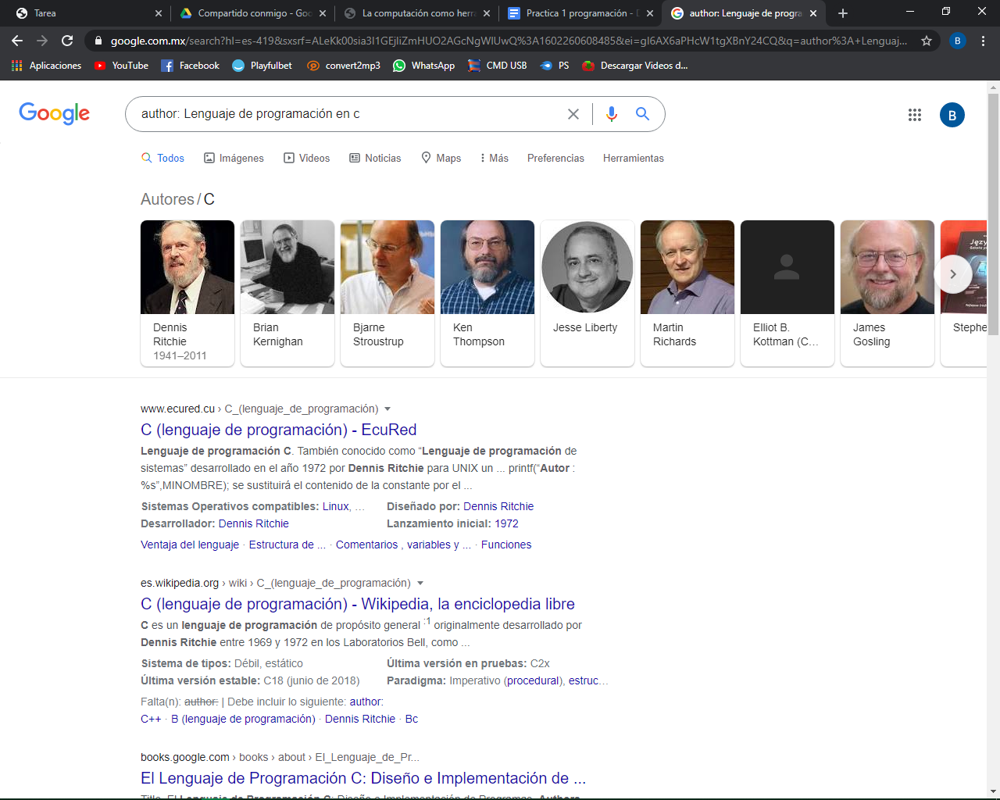 Tarea
Compartido conmigo - Goo
La computación como herra
Practica 1 programación - D
author: Lenguaje de progra
google.com.mx/search?hl=es-419&sxsrf=ALeKk00sia3l1GEjliZmHUO2AGcNgWlUwQ%3A1602260608485&ei=gI6AX6aPHcW1tgXBnY24CQ&q=author%3A+Lenguaj...
B
Aplicaciones
YouTube
Facebook
Playfulbet
convert2mp3
WhatsApp
CMD USB
PS
Descargar Videos d...
Google
author: Lenguaje de programación en c
B
Todos
Imágenes
Videos
Noticias
Maps
Más
Preferencias
Herramientas
Autores / C
Dennis
Ritchie
1941–2011
Brian
Kernighan
Bjarne
Stroustrup
Ken
Thompson
Jesse Liberty
Martin
Richards
Elliot B.
Kottman (C...
James
Gosling
Stephe
www.ecured.cu › C_(lenguaje_de_programación)
C (lenguaje de programación) - EcuRed
Lenguaje de programación C. También conocido como “Lenguaje de programación de
sistemas” desarrollado en el año 1972 por Dennis Ritchie para UNIX un ... printf(“Autor :
%s”,MINOMBRE); se sustituirá el contenido de la constante por el ...
Sistemas Operativos compatibles: Linux, ...
Diseñado por: Dennis Ritchie
Desarrollador: Dennis Ritchie
Lanzamiento inicial: 1972
Ventaja del lenguaje · Estructura de ... · Comentarios , variables y ... · Funciones
es.wikipedia.org › wiki › C_(lenguaje_de_programación)
C (lenguaje de programación) - Wikipedia, la enciclopedia libre
C es un lenguaje de programación de propósito general :1 originalmente desarrollado por
Dennis Ritchie entre 1969 y 1972 en los Laboratorios Bell, como ...
Sistema de tipos: Débil, estático
Última versión en pruebas: C2x
Última versión estable: C18 (junio de 2018)
Paradigma: Imperativo (procedural), estruc...
Falta(n): author: | Debe incluir lo siguiente: author:
C++ · B (lenguaje de programación) · Dennis Ritchie · Bc
books.google.com › books › about › El_Lenguaje_de_Pr...
El Lenguaje de Programación C: Diseño e Implementación de ...
Title, El Lenguaje de Programación C: Diseño e Implementación de Programas. Authors